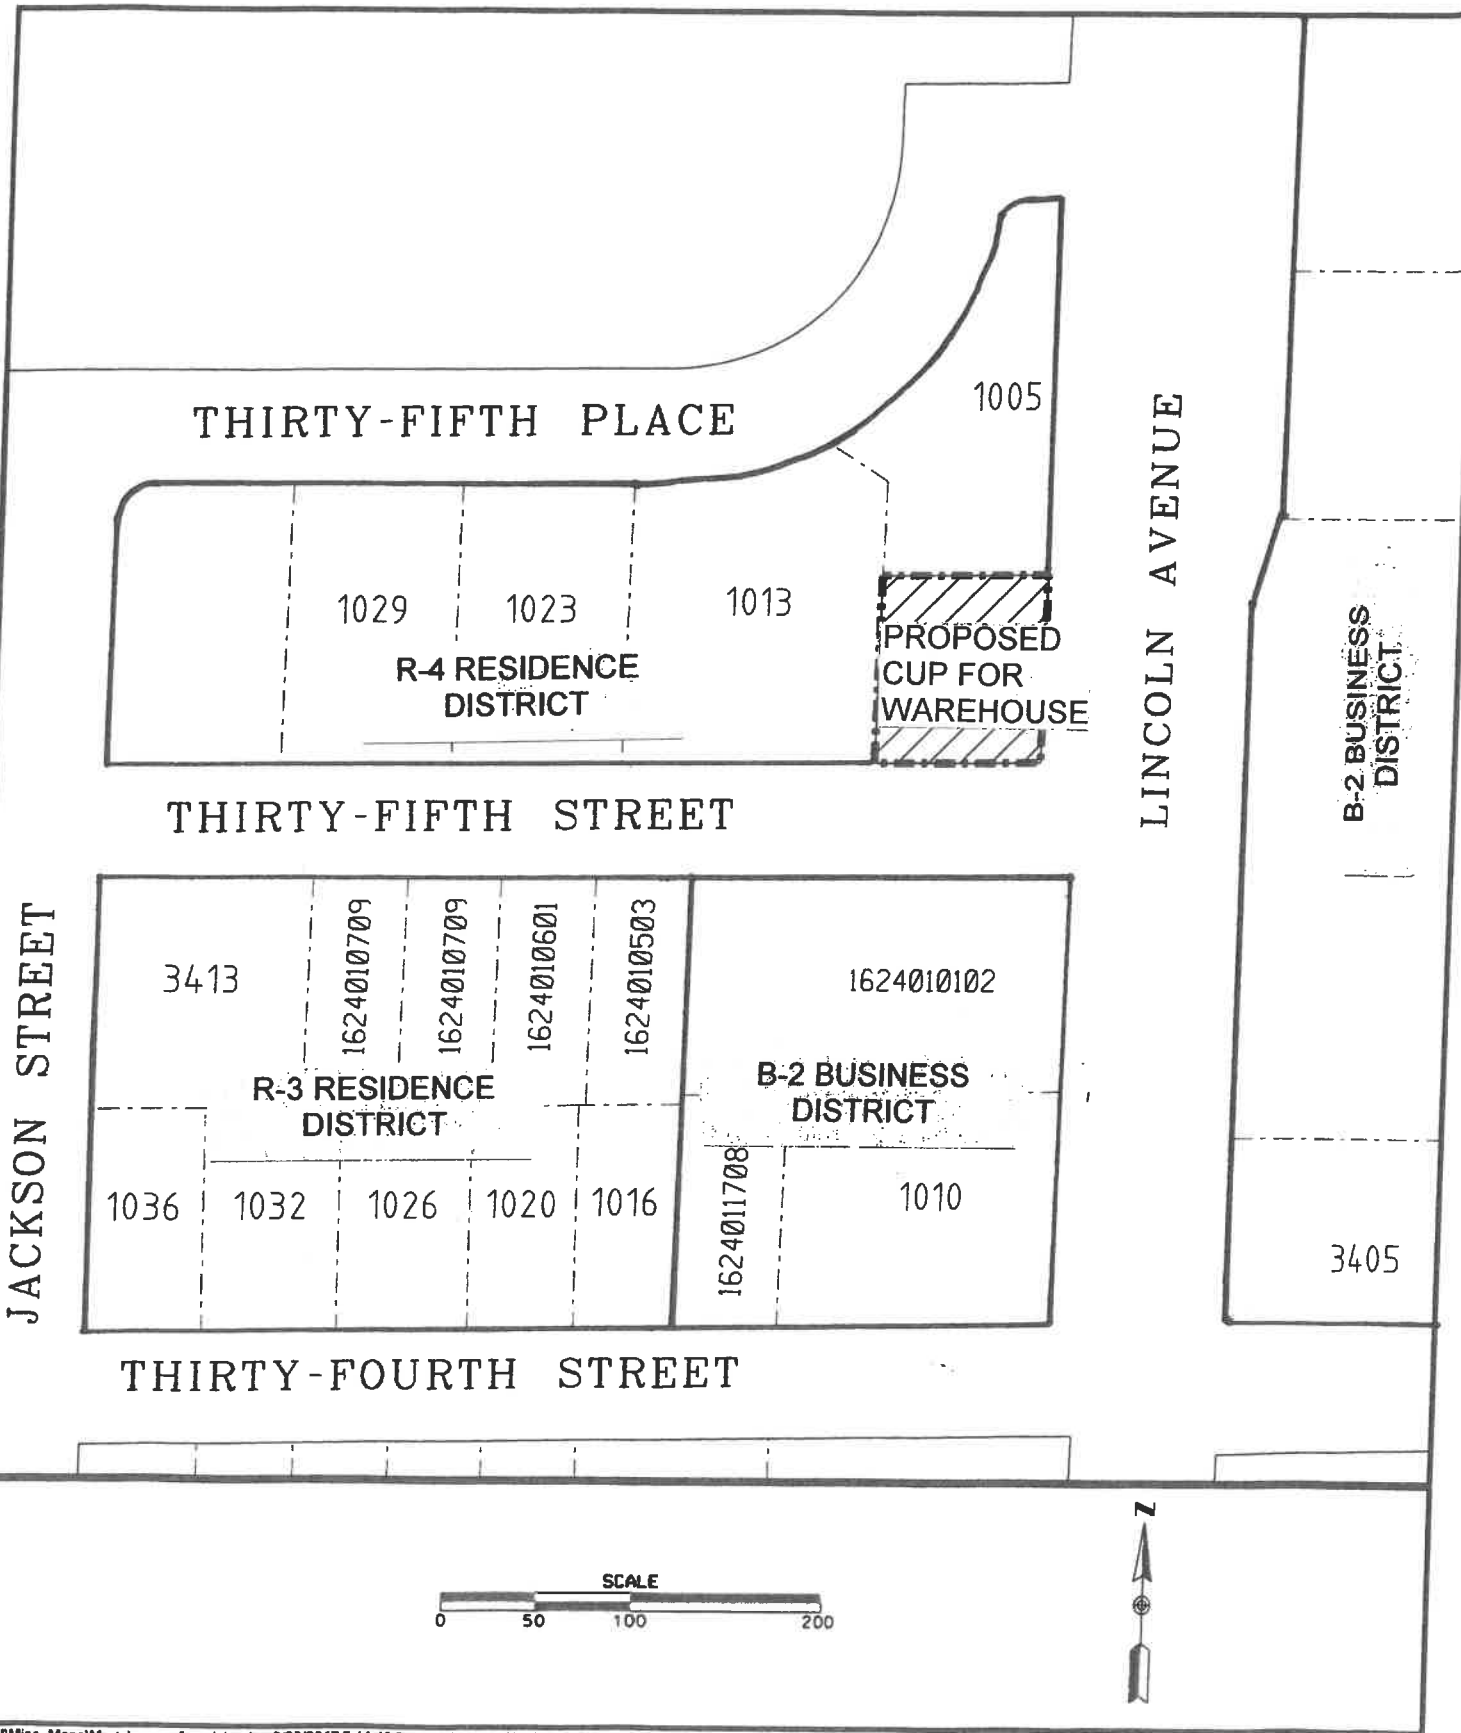 THIRTY-FIFTH PLACE
1005
LINCOLN AVENUE
1029
1023
1013
R-4 RESIDENCE
DISTRICT
PROPOSED
CUP FOR
WAREHOUSE
B-2 BUSINESS
DISTRICT
THIRTY-FIFTH STREET
JACKSON STREET
3413
1624010709
1624010709
1624010601
1624010503
1624010102
R-3 RESIDENCE
DISTRICT
B-2 BUSINESS
DISTRICT
1036
1032
1026
1020
1016
1624011708
1010
3405
THIRTY-FOURTH STREET
N
SCALE
0 50 100 200